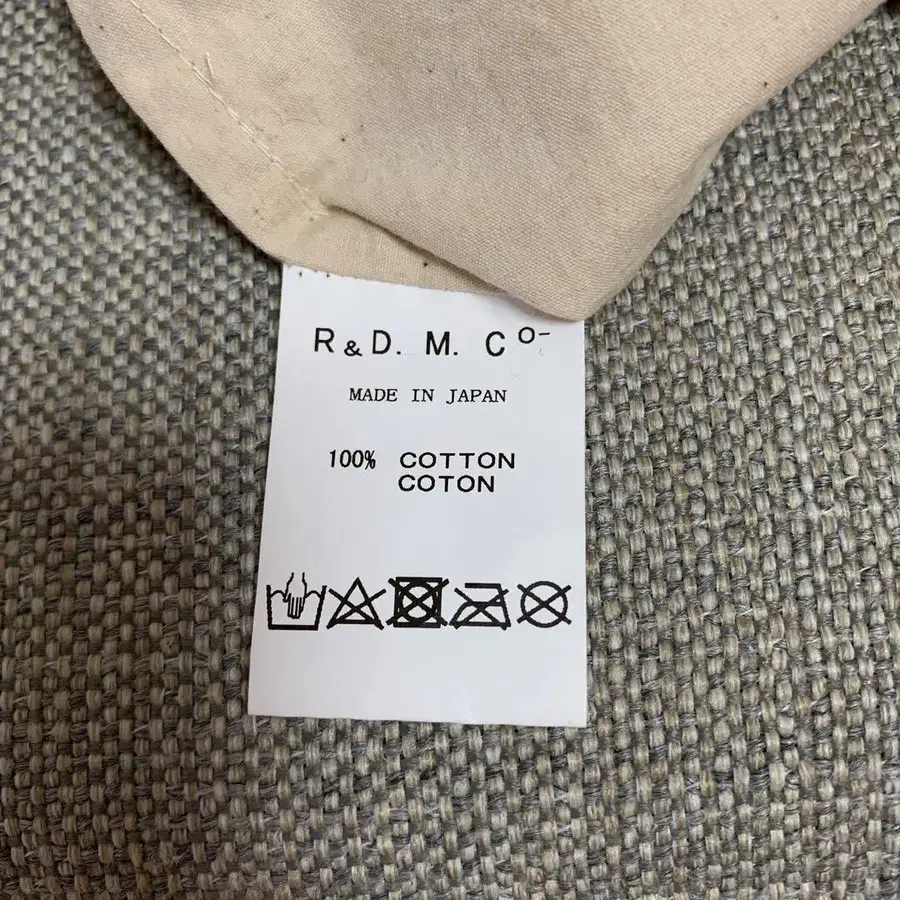 R & D. M. Co-
MADE IN JAPAN
100% COTTON
COTON